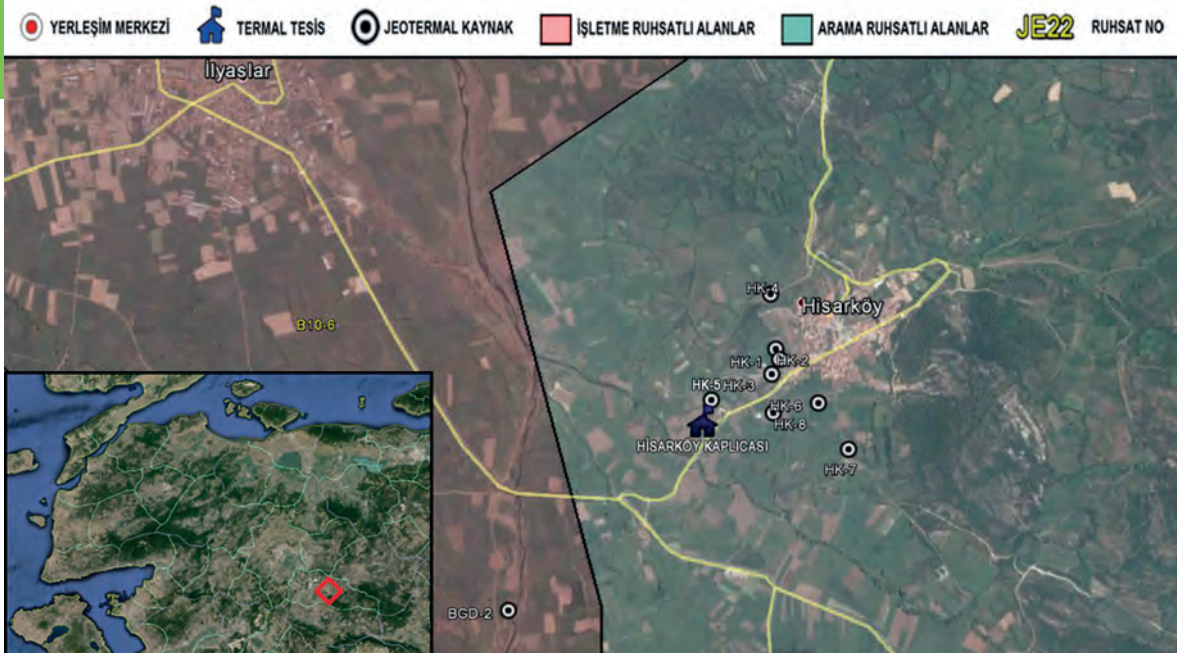 YERLEŞİM MERKEZİ TERMAL TESİS JEOTERMAL KAYNAK İŞLETME RUHSATLI ALANLAR ARAMA RUHSATLI ALANLAR JE22 RUHSAT NO
İlyaşlar
HK-4
Hisarköy
B10-6
HK-1 HK-2
HK-5 HK-3
HK-6
HK-8
HİSARKÖY KAPLICASI
HK-7
BGD-2